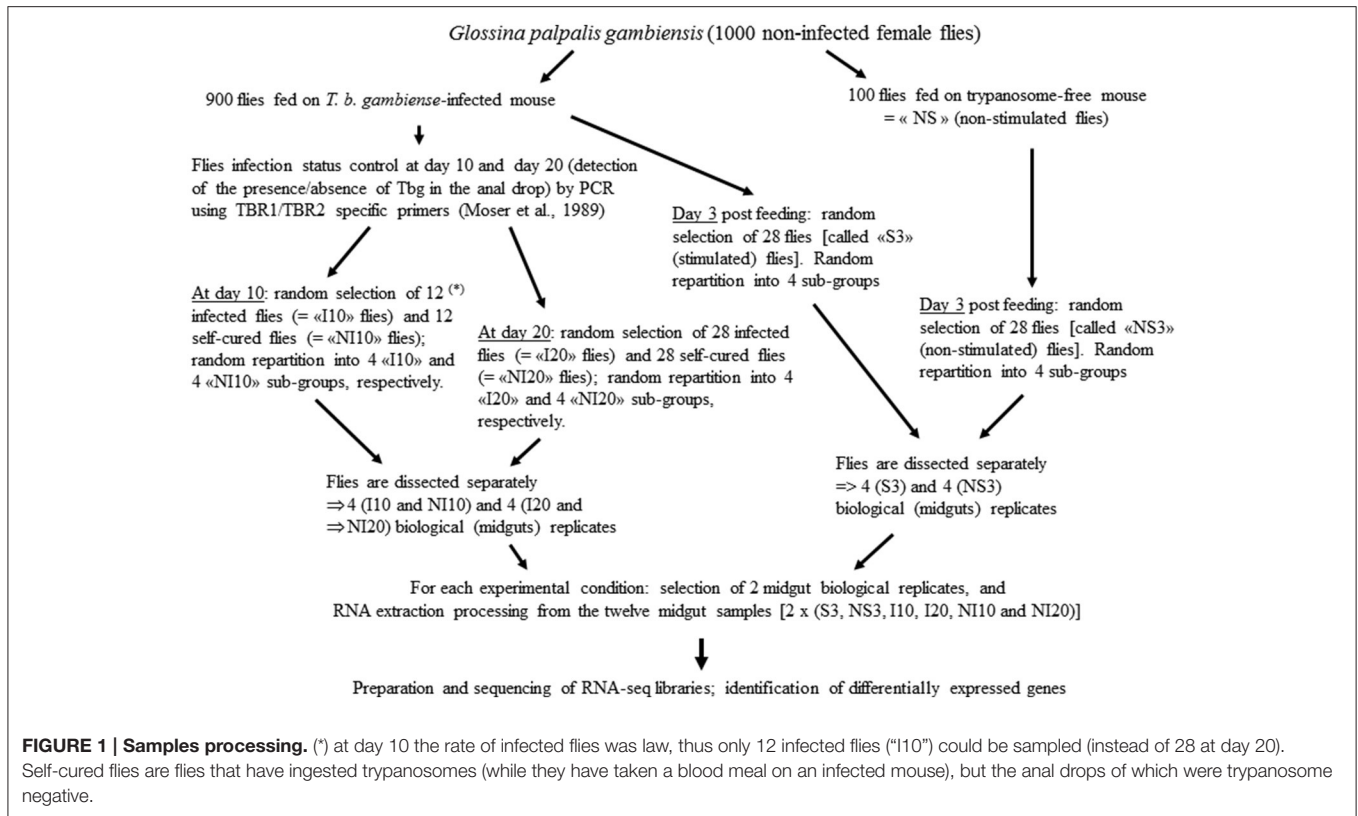 Glossina palpalis gambiensis (1000 non-infected female flies)
900 flies fed on T. b. gambiense-infected mouse
100 flies fed on trypanosome-free mouse
= « NS » (non-stimulated flies)
Flies infection status control at day 10 and day 20 (detection
of the presence/absence of Tbg in the anal drop) by PCR
using TBR1/TBR2 specific primers (Moser et al., 1989)
Day 3 post feeding: random
selection of 28 flies [called «S3»
(stimulated) flies]. Random
repartition into 4 sub-groups
At day 10: random selection of 12 (*)
infected flies (= «I10» flies) and 12
self-cured flies (= «NI10» flies);
random repartition into 4 «I10» and
4 «NI10» sub-groups, respectively.
At day 20: random selection of 28 infected
flies (= «I20» flies) and 28 self-cured flies
(= «NI20» flies); random repartition into 4
«I20» and 4 «NI20» sub-groups,
respectively.
Day 3 post feeding: random
selection of 28 flies [called «NS3»
(non-stimulated) flies]. Random
repartition into 4 sub-groups
Flies are dissected separately
⇒ 4 (I10 and NI10) and 4 (I20 and
⇒ NI20) biological (midguts) replicates
Flies are dissected separately
=> 4 (S3) and 4 (NS3)
biological (midguts) replicates
For each experimental condition: selection of 2 midgut biological replicates, and
RNA extraction processing from the twelve midgut samples [2 x (S3, NS3, I10, I20, NI10 and NI20)]
Preparation and sequencing of RNA-seq libraries; identification of differentially expressed genes
FIGURE 1 | Samples processing. (*) at day 10 the rate of infected flies was law, thus only 12 infected flies ("I10") could be sampled (instead of 28 at day 20).
Self-cured flies are flies that have ingested trypanosomes (while they have taken a blood meal on an infected mouse), but the anal drops of which were trypanosome
negative.